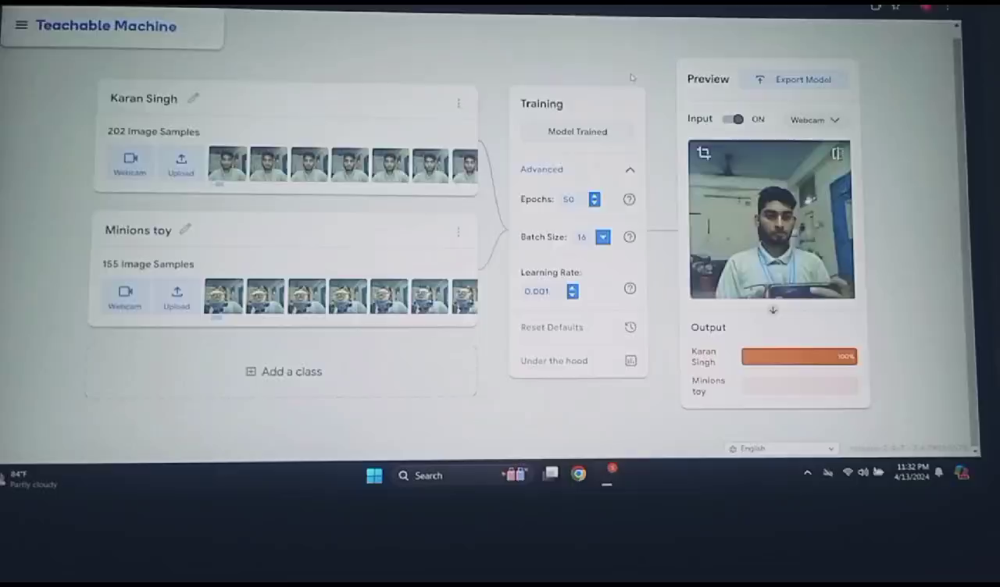 Teachable Machine
Karan Singh
202 Image Samples
Webcam
Upload
Minions toy
155 Image Samples
Webcam
Upload
Add a class
Training
Model Trained
Advanced
Epochs: 50
Batch Size: 16
Learning Rate:
0.001
Reset Defaults
Under the hood
Preview
Export Model
Input ON Webcam
Output
Karan
Singh
100%
Minions
toy
English
84°F
Partly cloudy
Search
11:32 PM
4/13/2024